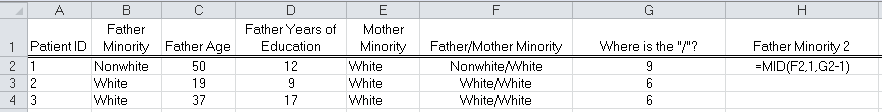 A B C D E F G H
Father Father Years of Mother
1 Patient ID Minority Father Age Education Minority Father/Mother Minority Where is the "/"? Father Minority 2
2 1 Nonwhite 50 12 White Nonwhite/White 9 =MID(F2,1,G2-1)
3 2 White 19 9 White White/White 6
4 3 White 37 17 White White/White 6